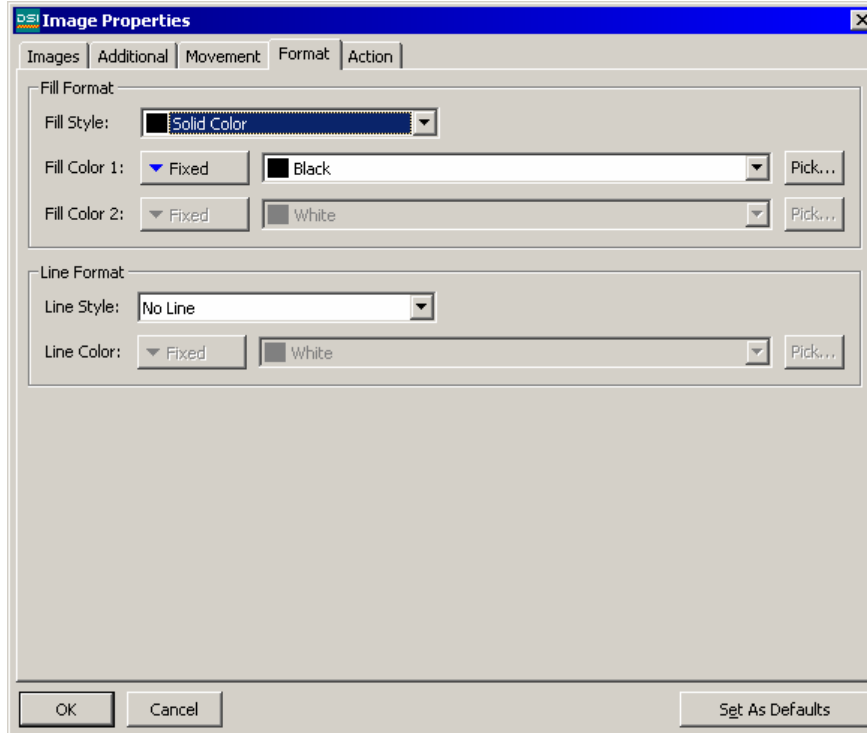 DSI Image Properties
Images Additional Movement Format Action
Fill Format
Fill Style: Solid Color
Fill Color 1: Fixed Black Pick...
Fill Color 2: Fixed White Pick...
Line Format
Line Style: No Line
Line Color: Fixed White Pick...
OK Cancel Set As Defaults